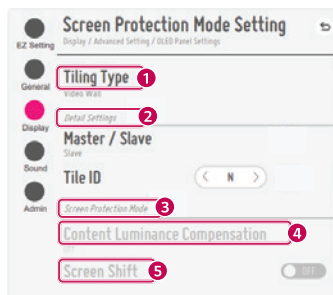 Screen Protection Mode Setting
Display / Advanced Setting / OLED Panel Settings
EZ Setting
General
Display
Sound
Admin
Tiling Type 1
Video Wall
Detail Settings 2
Master / Slave
Slave
Tile ID
< N >
Screen Protection Mode 3
Content Luminance Compensation 4
Off
Screen Shift 5
OFF